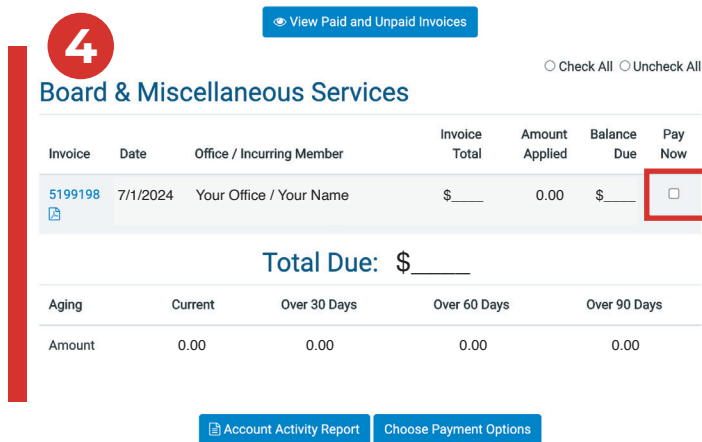 View Paid and Unpaid Invoices
4
Check All Uncheck All
Board & Miscellaneous Services
Invoice Date Office / Incurring Member Invoice Total Amount Applied Balance Due Pay Now
5199198 7/1/2024 Your Office / Your Name $____ 0.00 $____
Total Due: $____
Aging Current Over 30 Days Over 60 Days Over 90 Days
Amount 0.00 0.00 0.00 0.00
Account Activity Report Choose Payment Options